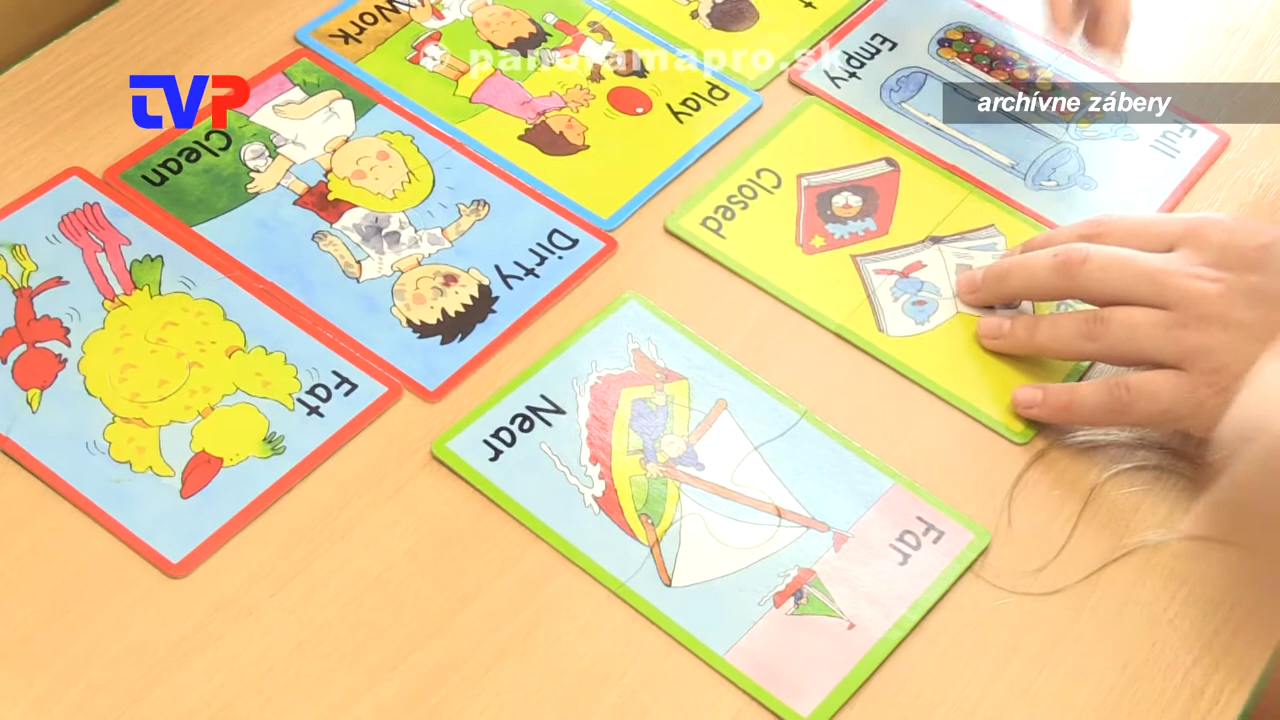 Work
panoramapro.sk
Play
Empty
Full
archívne zábery
TVP
Clean
Dirty
Closed
Fat
Near
Far